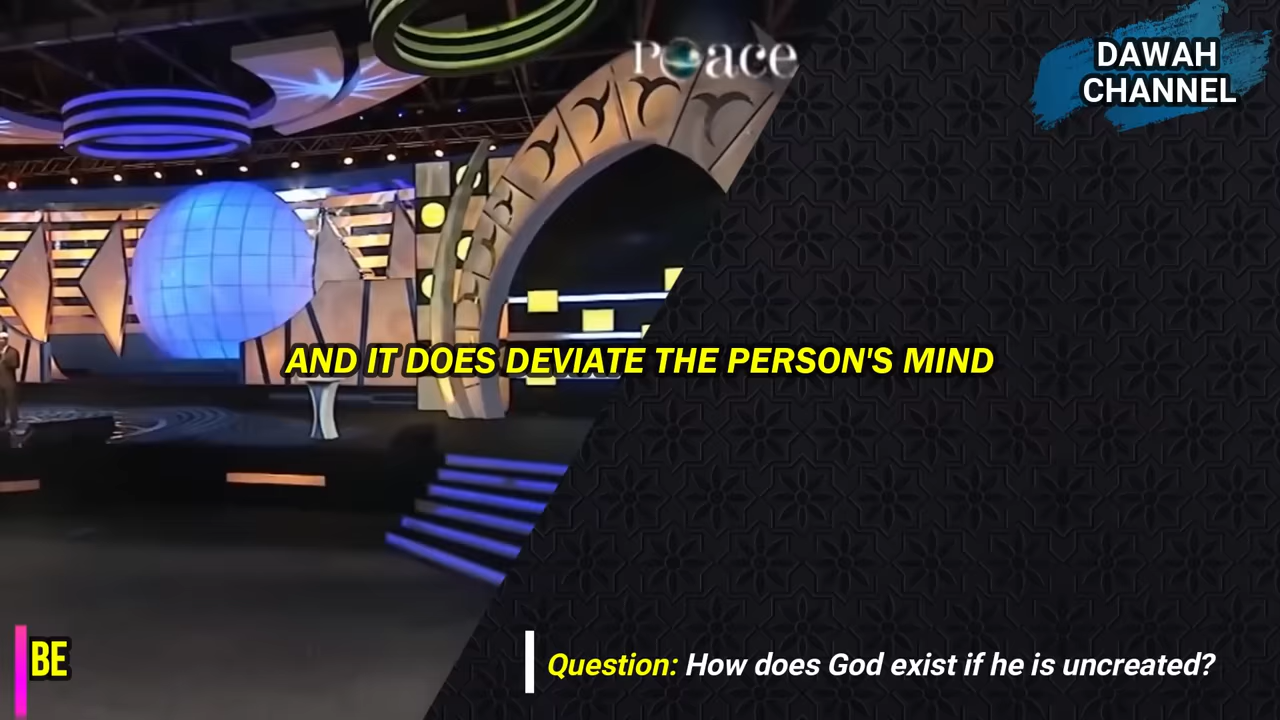 Peace
DAWAH
CHANNEL
AND IT DOES DEVIATE THE PERSON'S MIND
BE
Question: How does God exist if he is uncreated?